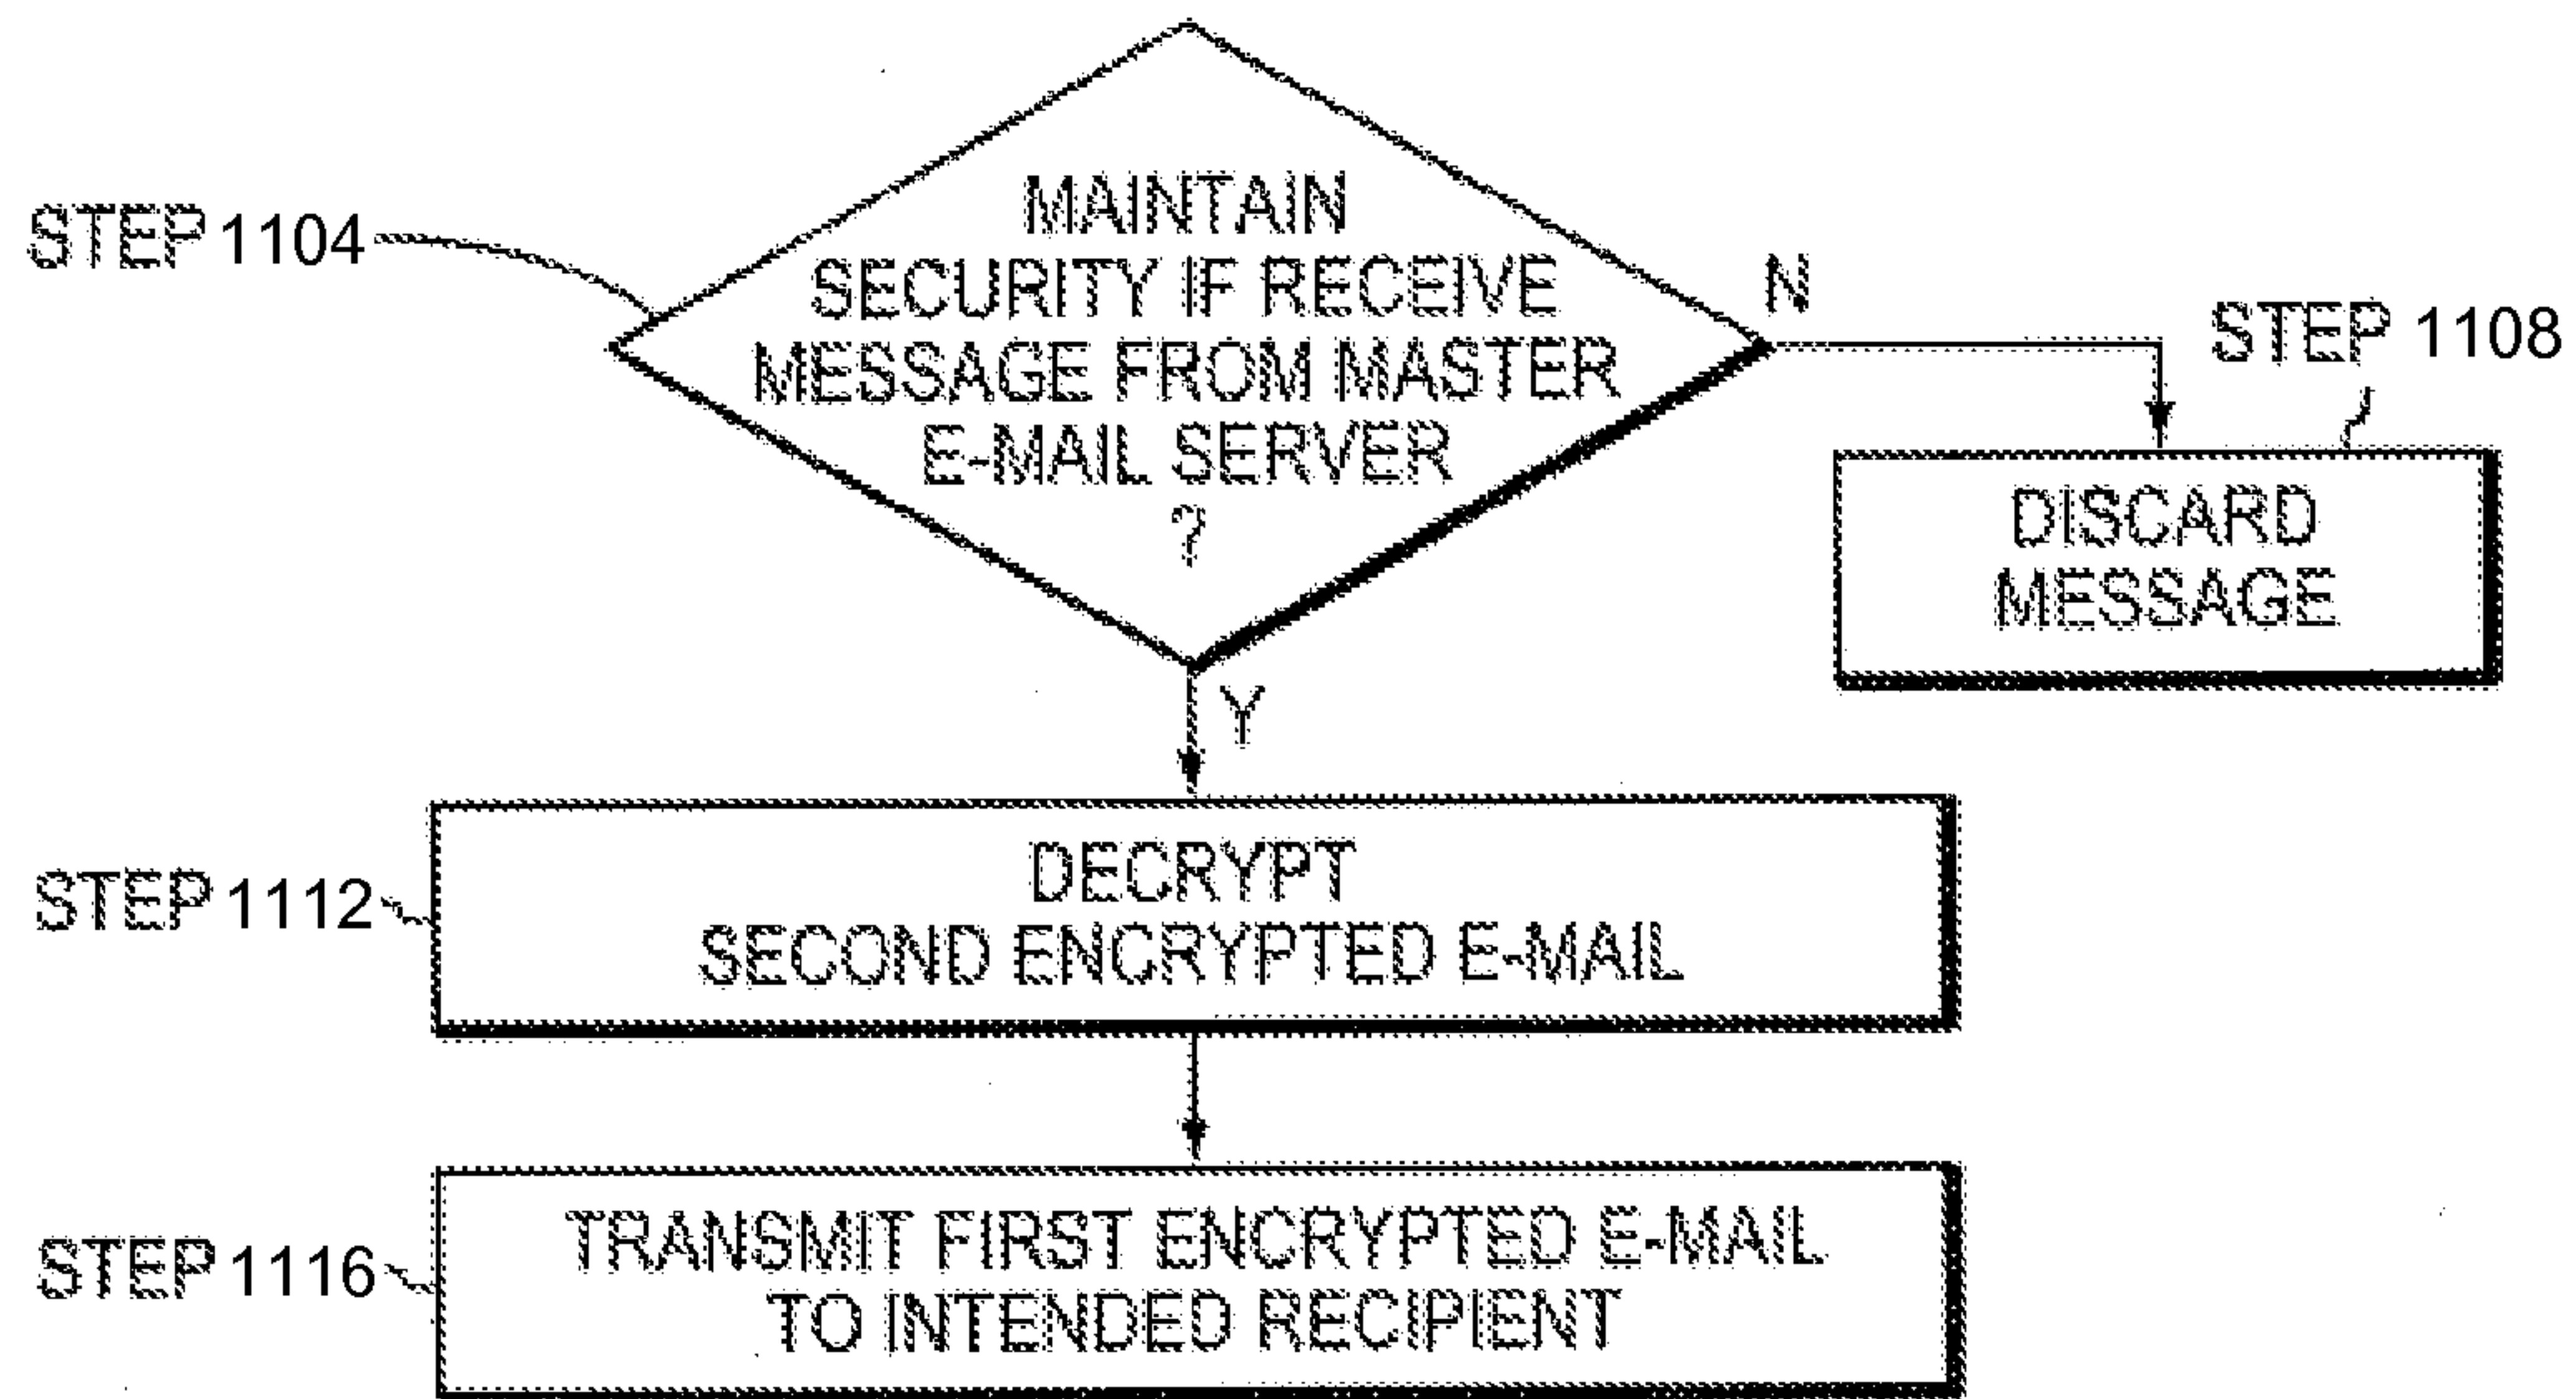 STEP 1104
MAINTAIN
SECURITY IF RECEIVE
MESSAGE FROM MASTER
E-MAIL SERVER
?
N
STEP 1108
DISCARD
MESSAGE
Y
STEP 1112
DECRYPT
SECOND ENCRYPTED E-MAIL
STEP 1116
TRANSMIT FIRST ENCRYPTED E-MAIL
TO INTENDED RECIPIENT